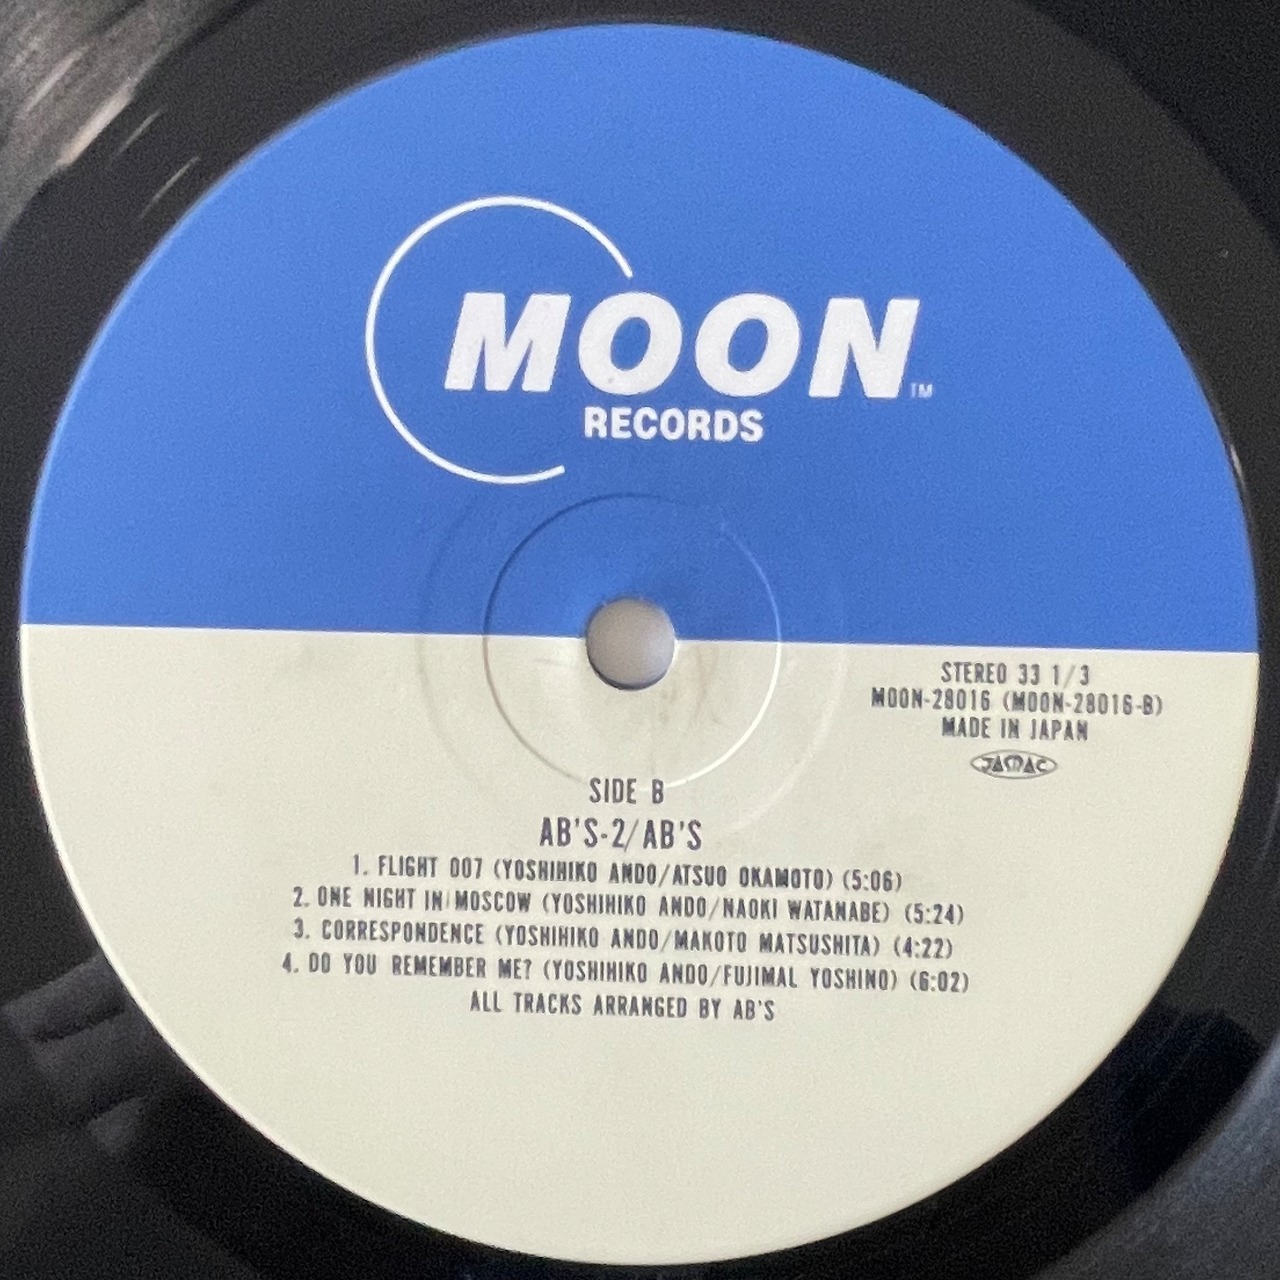 MOON TM
RECORDS
STEREO 33 1/3
MOON-28016 (MOON-28016-B)
MADE IN JAPAN
JASRAC
SIDE B
AB'S-2/AB'S
1. FLIGHT 007 (YOSHIHIKO ANDO/ATSUO OKAMOTO) (5:06)
2. ONE NIGHT IN MOSCOW (YOSHIHIKO ANDO/NAOKI WATANABE) (5:24)
3. CORRESPONDENCE (YOSHIHIKO ANDO/MAKOTO MATSUSHITA) (4:22)
4. DO YOU REMEMBER ME? (YOSHIHIKO ANDO/FUJIMAL YOSHINO) (6:02)
ALL TRACKS ARRANGED BY AB'S